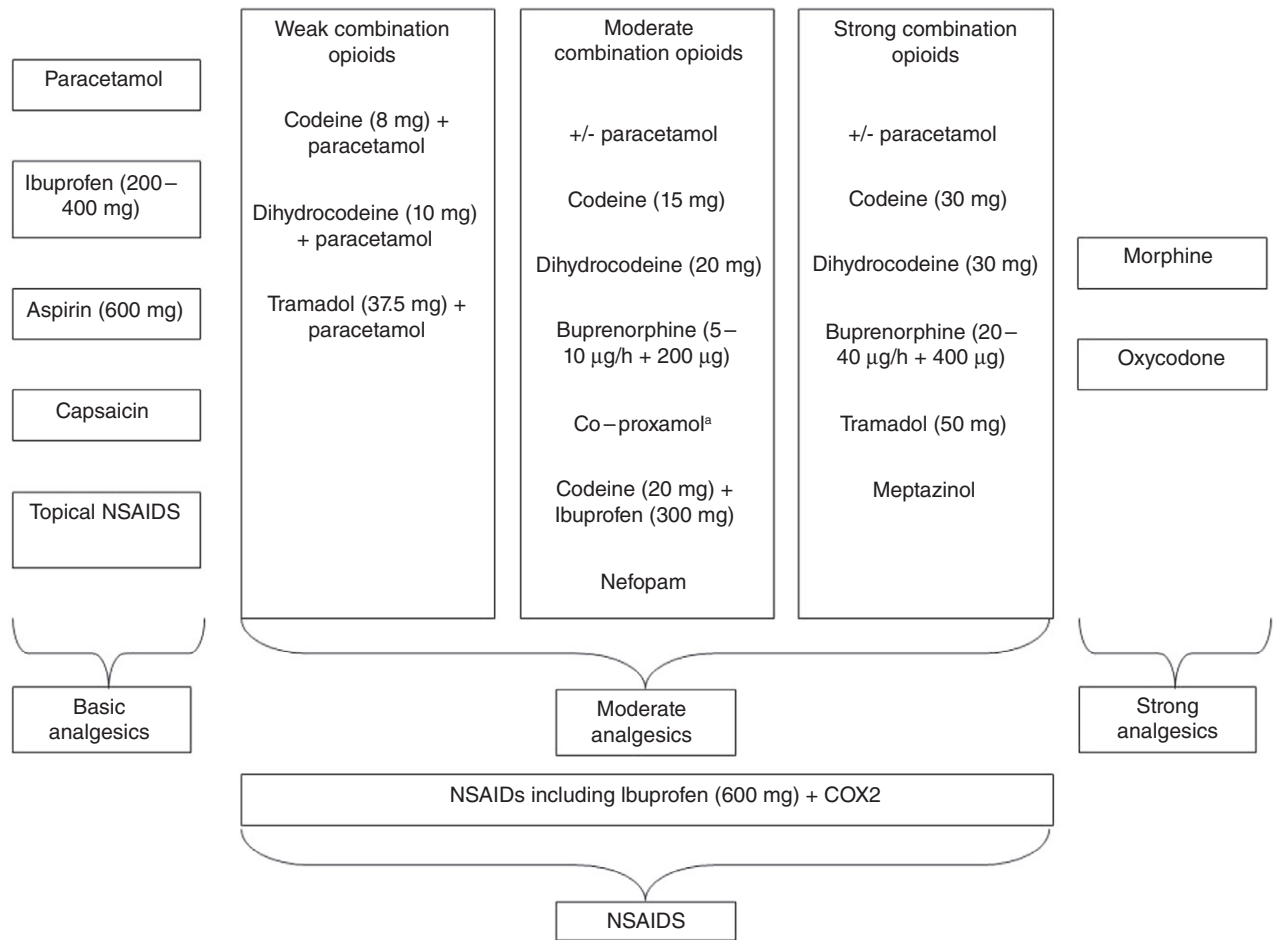 Paracetamol
Ibuprofen (200–
400 mg)
Aspirin (600 mg)
Capsaicin
Topical NSAIDS
Basic
analgesics
Weak combination
opioids
Codeine (8 mg) +
paracetamol
Dihydrocodeine (10 mg)
+ paracetamol
Tramadol (37.5 mg) +
paracetamol
Moderate
combination opioids
+/- paracetamol
Codeine (15 mg)
Dihydrocodeine (20 mg)
Buprenorphine (5–
10 μg/h + 200 μg)
Co–proxamolᵃ
Codeine (20 mg) +
Ibuprofen (300 mg)
Nefopam
Strong combination
opioids
+/- paracetamol
Codeine (30 mg)
Dihydrocodeine (30 mg)
Buprenorphine (20–
40 μg/h + 400 μg)
Tramadol (50 mg)
Meptazinol
Moderate
analgesics
Morphine
Oxycodone
Strong
analgesics
NSAIDs including Ibuprofen (600 mg) + COX2
NSAIDS